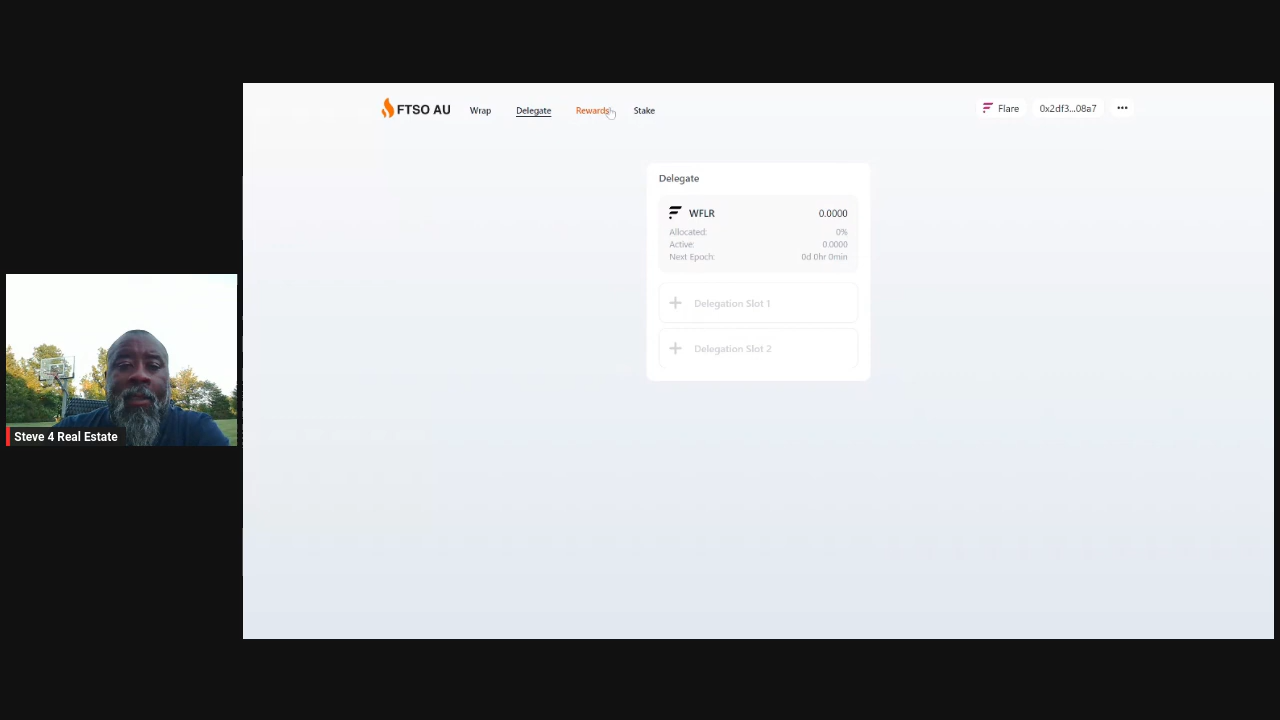 FTSO AU Wrap Delegate Rewards Stake Flare 0x2df3...08a7 •••
Delegate
WFLR 0.0000
Allocated: 0%
Active: 0.0000
Next Epoch: 0d 0hr 0min
Delegation Slot 1
Delegation Slot 2
Steve 4 Real Estate